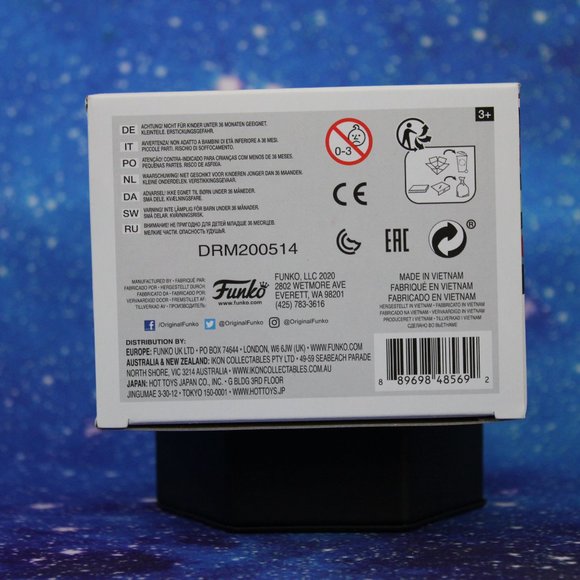 3+
DE ACHTUNG! NICHT FÜR KINDER UNTER 36 MONATEN GEEIGNET.
KLEINTEILE. ERSTICKUNGSGEFAHR.
IT AVVERTENZA! NON ADATTO A BAMBINI DI ETÀ INFERIORE A 36 MESI.
PICCOLE PARTI. RISCHIO DI SOFFOCAMENTO.
PO ATENÇÃO! CONTRA-INDICADO PARA CRIANÇAS COM MENOS DE 36 MESES.
PEQUENAS PARTES. RISCO DE ASFIXIA.
NL WAARSCHUWING! NIET GESCHIKT VOOR KINDEREN JONGER DAN 36 MAANDEN.
KLEINE ONDERDELEN. VERSTIKKINGSGEVAAR.
DA ADVARSEL! IKKE EGNET TIL BØRN UNDER 36 MÅNEDER.
SMÅ DELE. KVÆLNINGSFARE.
SW VARNING! INTE LÄMPLIG FÖR BARN UNDER 36 MÅNADER.
SMÅ DELAR. KVÄVNINGSRISK.
RU ВНИМАНИЕ! НЕ ПРИГОДНО ДЛЯ ДЕТЕЙ МЛАДШЕ 36 МЕСЯЦЕВ.
МЕЛКИЕ ЧАСТИ. ОПАСНОСТЬ УДУШЬЯ.
0-3
CE
EAC
®
DRM200514
MANUFACTURED BY • FABRIQUÉ PAR
FABRICADO POR • HERGESTELLT DURCH
FABBRICATO DA • FABRICADO POR
VERVAARDIGD DOOR • FREMSTILLET AF
TILLVERKAD AV • ПРОИЗВЕДЕНО
Funko
www.funko.com
FUNKO, LLC 2020
2802 WETMORE AVE
EVERETT, WA 98201
(425) 783-3616
MADE IN VIETNAM
FABRIQUÉ EN VIETNAM
FABRICADO EN VIETNAM
HERGESTELLT IN VIETNAM • FABBRICATO IN VIETNAM
FABRICADO NA VIETNAM • VERVAARDIGD IN VIETNAM
PRODUCERET I VIETNAM • TILLVERKAD I VIETNAM
СДЕЛАНО ВО ВЬЕТНАМЕ
/OriginalFunko @OriginalFunko @OriginalFunko
DISTRIBUTION BY:
EUROPE: FUNKO UK LTD • PO BOX 74644 • LONDON, W6 6JW (UK) • WWW.FUNKO.COM
AUSTRALIA & NEW ZEALAND: IKON COLLECTABLES PTY LTD • 49-59 SEABEACH PARADE
NORTH SHORE, VIC 3214 AUSTRALIA • WWW.IKONCOLLECTABLES.COM.AU
JAPAN: HOT TOYS JAPAN CO., INC. • G BLDG 3RD FLOOR
JINGUMAE 3-30-12 • TOKYO 150-0001 • WWW.HOTTOYS.JP
8 89698 48569 2